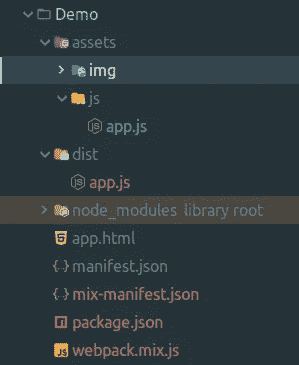 Demo
assets
img
js
app.js
dist
app.js
node_modules library root
app.html
manifest.json
mix-manifest.json
package.json
webpack.mix.js